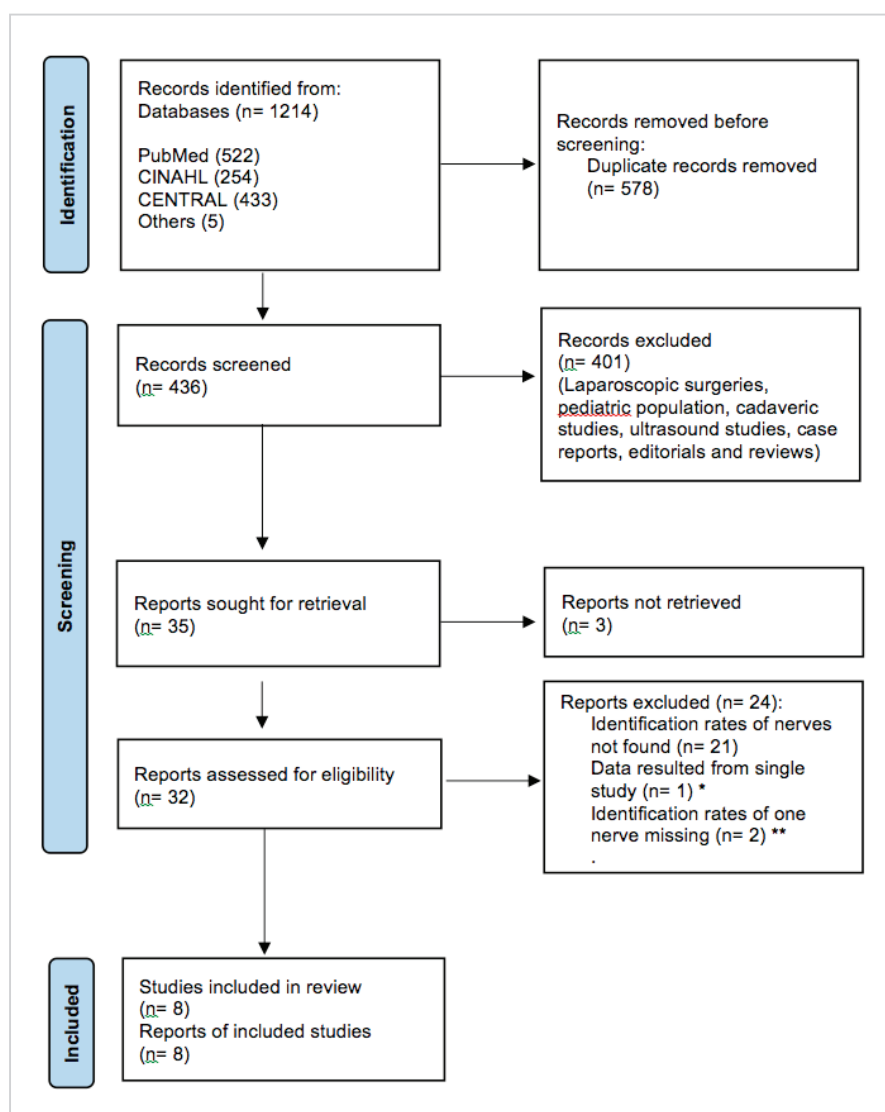 Identification
Records identified from:
Databases (n= 1214)
PubMed (522)
CINAHL (254)
CENTRAL (433)
Others (5)
Records removed before
screening:
Duplicate records removed
(n= 578)
Screening
Records screened
(n= 436)
Records excluded
(n= 401)
(Laparoscopic surgeries,
pediatric population, cadaveric
studies, ultrasound studies, case
reports, editorials and reviews)
Reports sought for retrieval
(n= 35)
Reports not retrieved
(n= 3)
Reports assessed for eligibility
(n= 32)
Reports excluded (n= 24):
Identification rates of nerves
not found (n= 21)
Data resulted from single
study (n= 1) *
Identification rates of one
nerve missing (n= 2) **
.
Included
Studies included in review
(n= 8)
Reports of included studies
(n= 8)